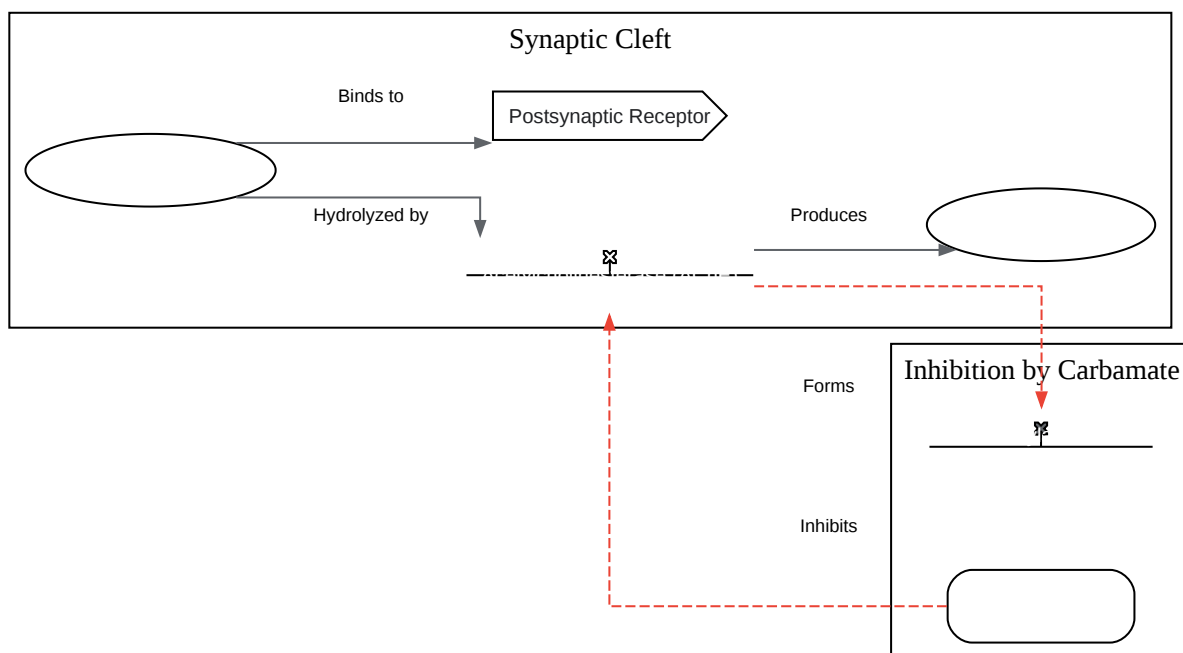 Synaptic Cleft
Binds to
Postsynaptic Receptor
Hydrolyzed by
Produces
Inhibition by Carbamate
Forms
Inhibits